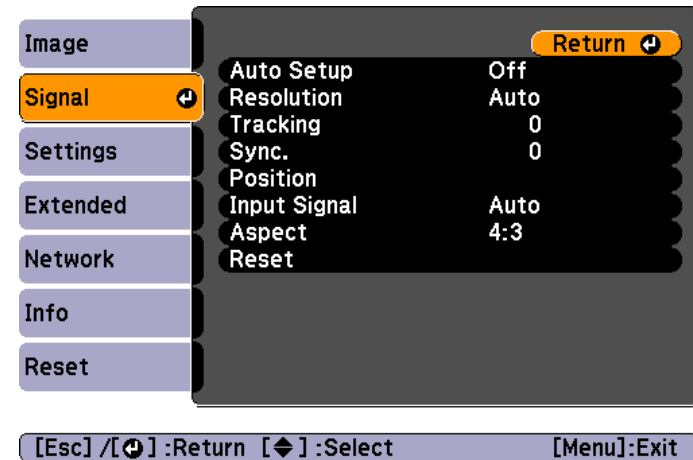 Image
Signal
Settings
Extended
Network
Info
Reset
Return
Auto Setup Off
Resolution Auto
Tracking 0
Sync. 0
Position
Input Signal Auto
Aspect 4:3
Reset
[Esc] /[⏎] :Return [◆] :Select [Menu]:Exit